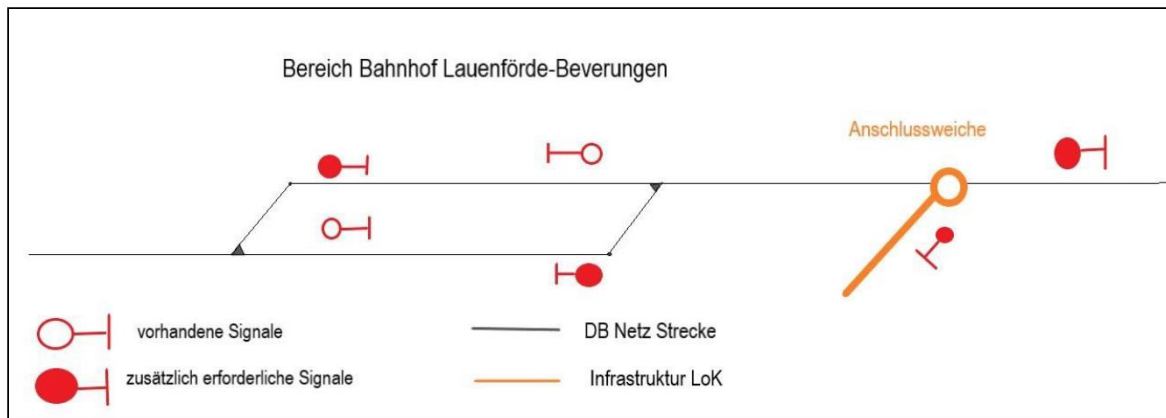 Bereich Bahnhof Lauenförde-Beverungen
Anschlussweiche
vorhandene Signale
DB Netz Strecke
zusätzlich erforderliche Signale
Infrastruktur LoK